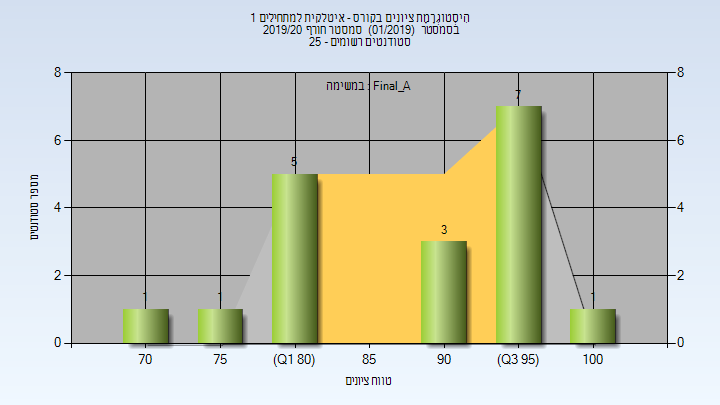 היסטוגרמת ציונים בקורס - איטלקית למתחילים 1
בסמסטר (01/2019) סמסטר חורף 2019/20
סטודנטים רשומים - 25
במשימה : Final_A
מספר סטודנטים
8
6
4
2
0
8
6
4
2
0
1
1
5
3
7
1
70
75
(Q1 80)
85
90
(Q3 95)
100
טווח ציונים